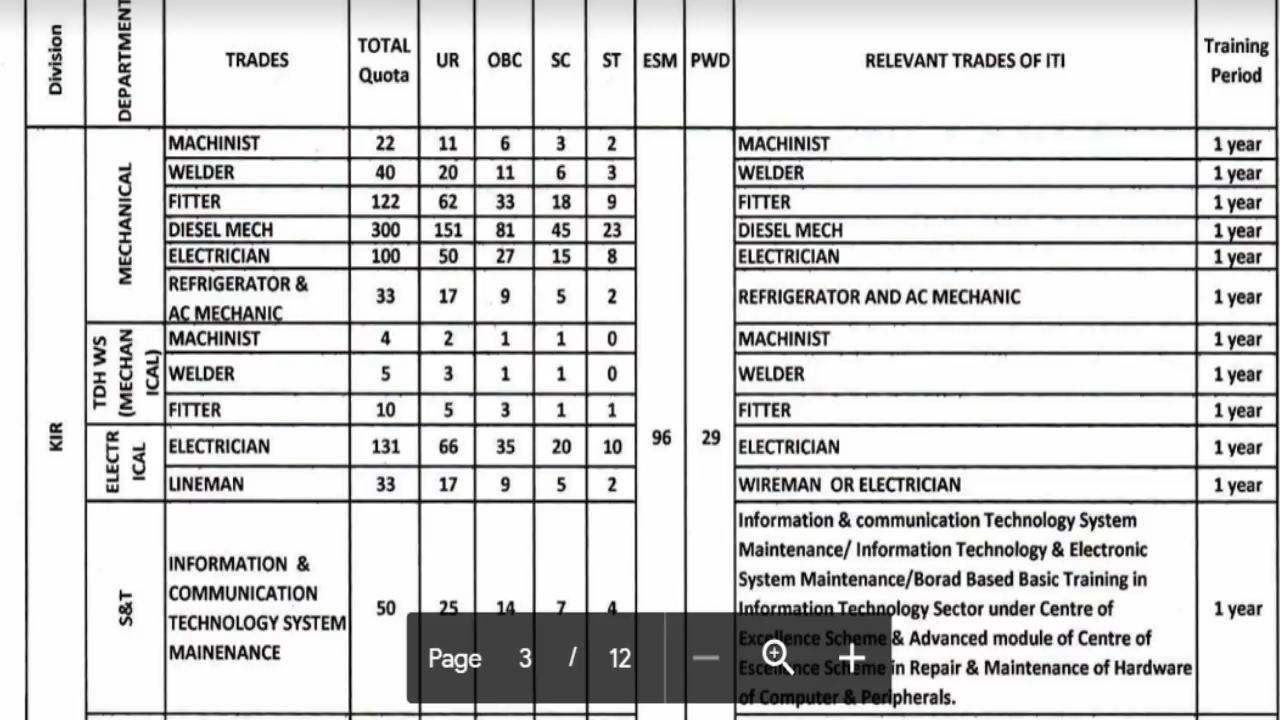 Division DEPARTMENT TRADES TOTAL Quota UR OBC SC ST ESM PWD RELEVANT TRADES OF ITI Training Period
KIR
96 29
MECHANICAL
MACHINIST 22 11 6 3 2 MACHINIST 1 year
WELDER 40 20 11 6 3 WELDER 1 year
FITTER 122 62 33 18 9 FITTER 1 year
DIESEL MECH 300 151 81 45 23 DIESEL MECH 1 year
ELECTRICIAN 100 50 27 15 8 ELECTRICIAN 1 year
REFRIGERATOR &
AC MECHANIC 33 17 9 5 2 REFRIGERATOR AND AC MECHANIC 1 year
TDH WS
(MECHAN
ICAL)
MACHINIST 4 2 1 1 0 MACHINIST 1 year
WELDER 5 3 1 1 0 WELDER 1 year
FITTER 10 5 3 1 1 FITTER 1 year
ELECTR
ICAL
ELECTRICIAN 131 66 35 20 10 ELECTRICIAN 1 year
LINEMAN 33 17 9 5 2 WIREMAN OR ELECTRICIAN 1 year
S&T
INFORMATION &
COMMUNICATION
TECHNOLOGY SYSTEM
MAINENANCE
50 25 14 7 4
Information & communication Technology System
Maintenance/ Information Technology & Electronic
System Maintenance/Borad Based Basic Training in
Information Technology Sector under Centre of
Excellence Scheme & Advanced module of Centre of
Escellence Scheme in Repair & Maintenance of Hardware
of Computer & Peripherals.
1 year
Page 3 / 12